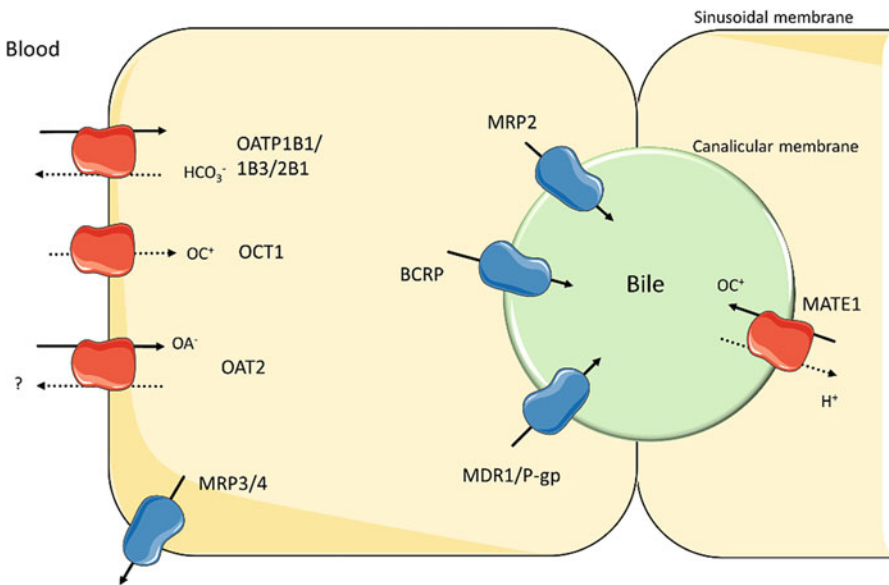 Sinusoidal membrane
Blood
MRP2
Canalicular membrane
OATP1B1/
1B3/2B1
HCO₃⁻
OC⁺
OCT1
BCRP
Bile
OC⁺
MATE1
OA⁻
OAT2
?
H⁺
MRP3/4
MDR1/P-gp